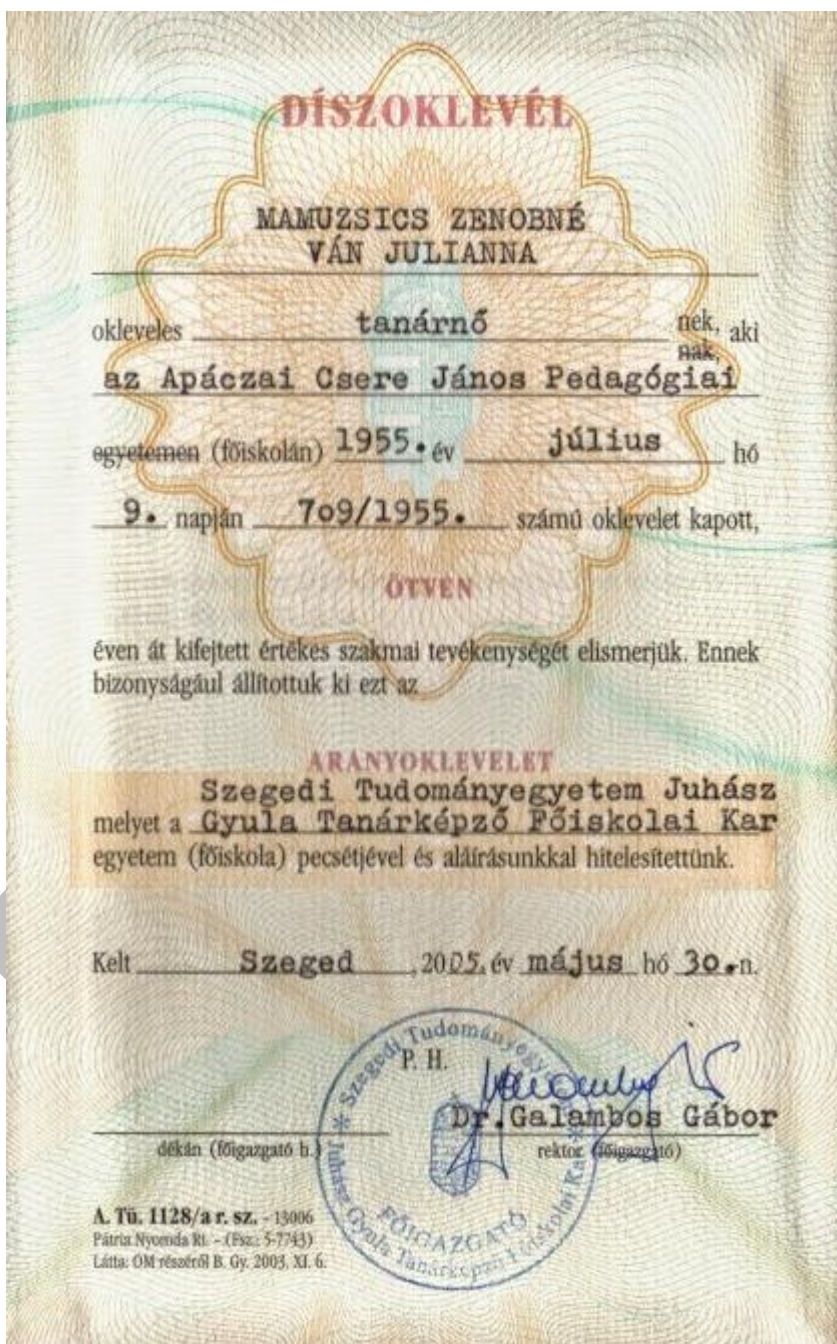 DÍSZOKLEVÉL
MAMUZSICS ZENOBNÉ
VÁN JULIANNA
okleveles tanárnő nek, nak, aki
az Apáczai Csere János Pedagógiai
egyetemen (főiskolán) 1955. év július hó
9. napján 7o9/1955. számú oklevelet kapott,
ÖTVEN
éven át kifejtett értékes szakmai tevékenységét elismerjük. Ennek
bizonyságául állítottuk ki ezt az
ARANYOKLEVELET
Szegedi Tudományegyetem Juhász
melyet a Gyula Tanárképző Főiskolai Kar
egyetem (főiskola) pecsétjével és aláírásunkkal hitelesítettünk.
Kelt Szeged, 2005. év május hó 3o.n.
P. H.
Dr.Galambos Gábor
dékán (főigazgató h.) rektor (főigazgató)
Szegedi Tudományegy
Juhász Gyula Tanárképző Főiskolai Kar
FŐIGAZGATÓ
A. Tü. 1128/a r. sz. - 13006
Pátria Nyomda Rt. - (Fsz.: 5-7743)
Látta: OM részéről B. Gy. 2003. XI. 6.